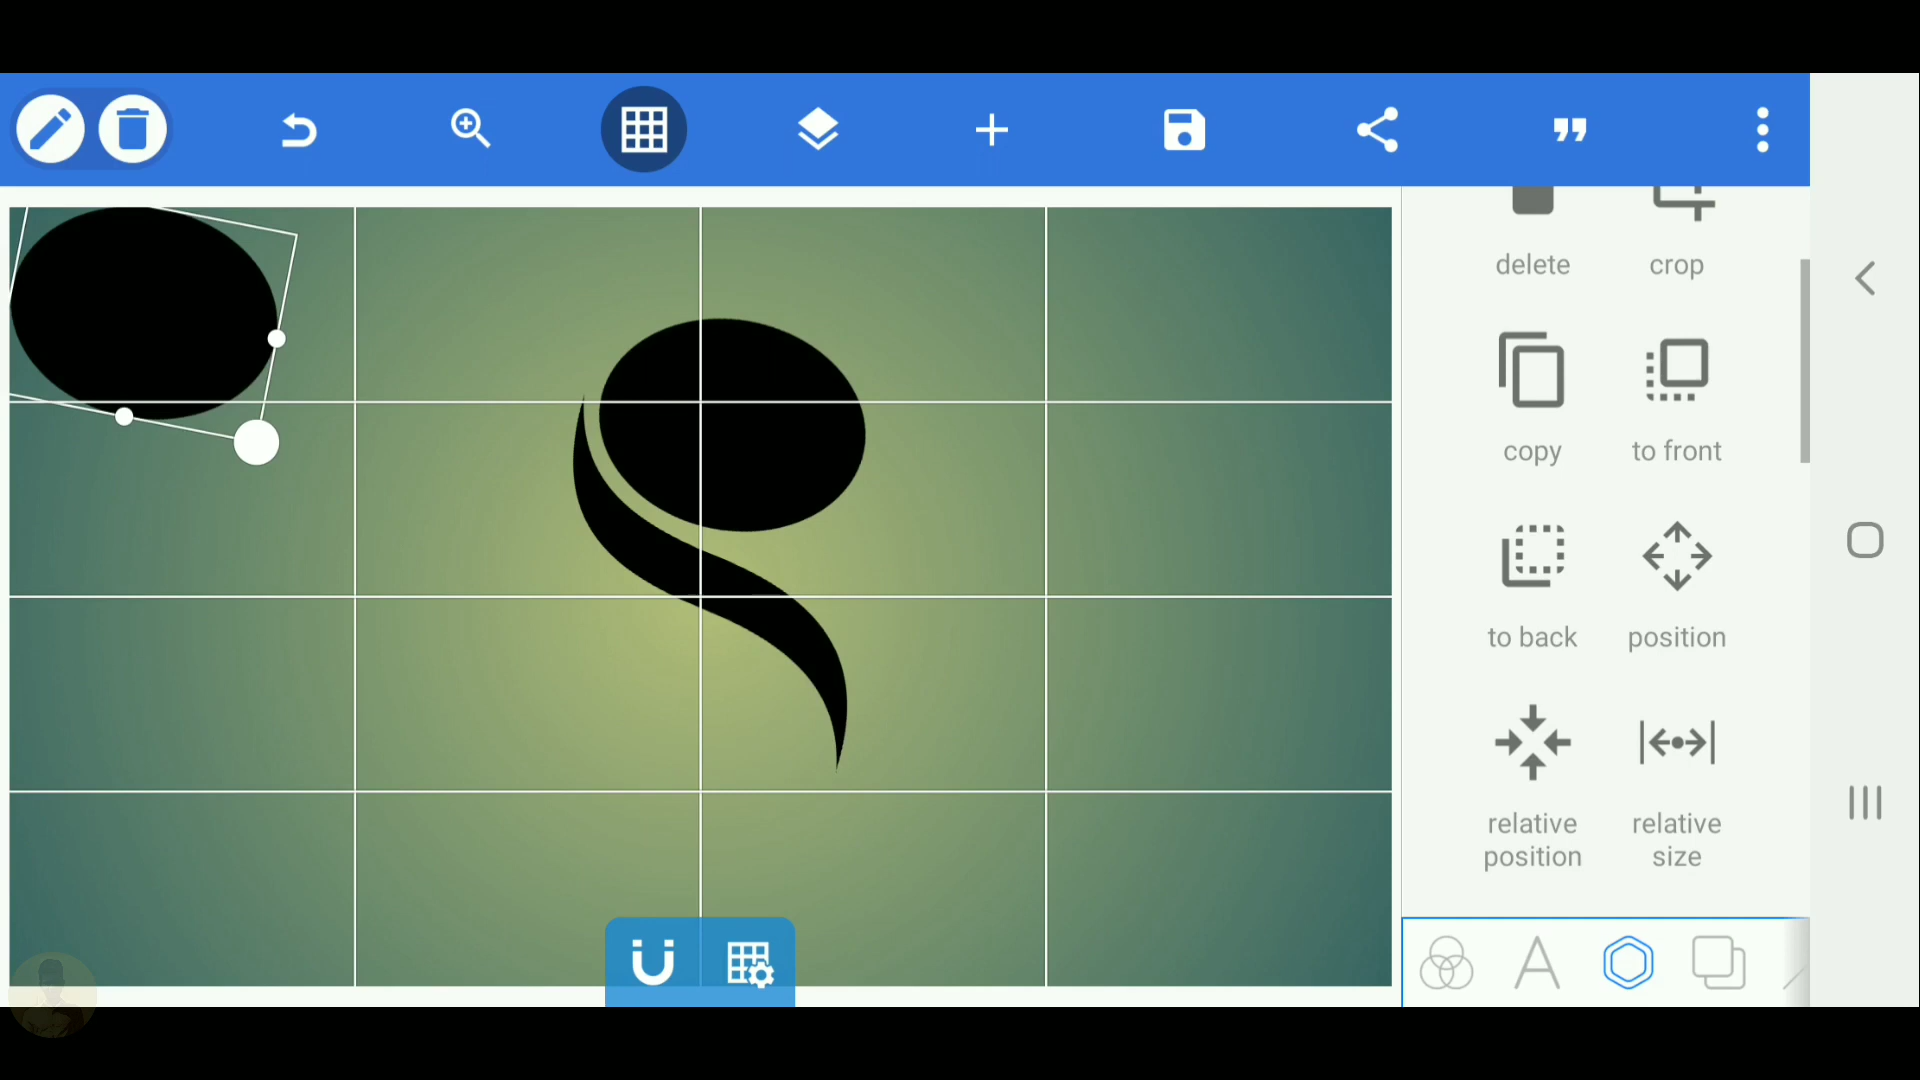 delete
crop
copy
to front
to back
position
relative
position
relative
size